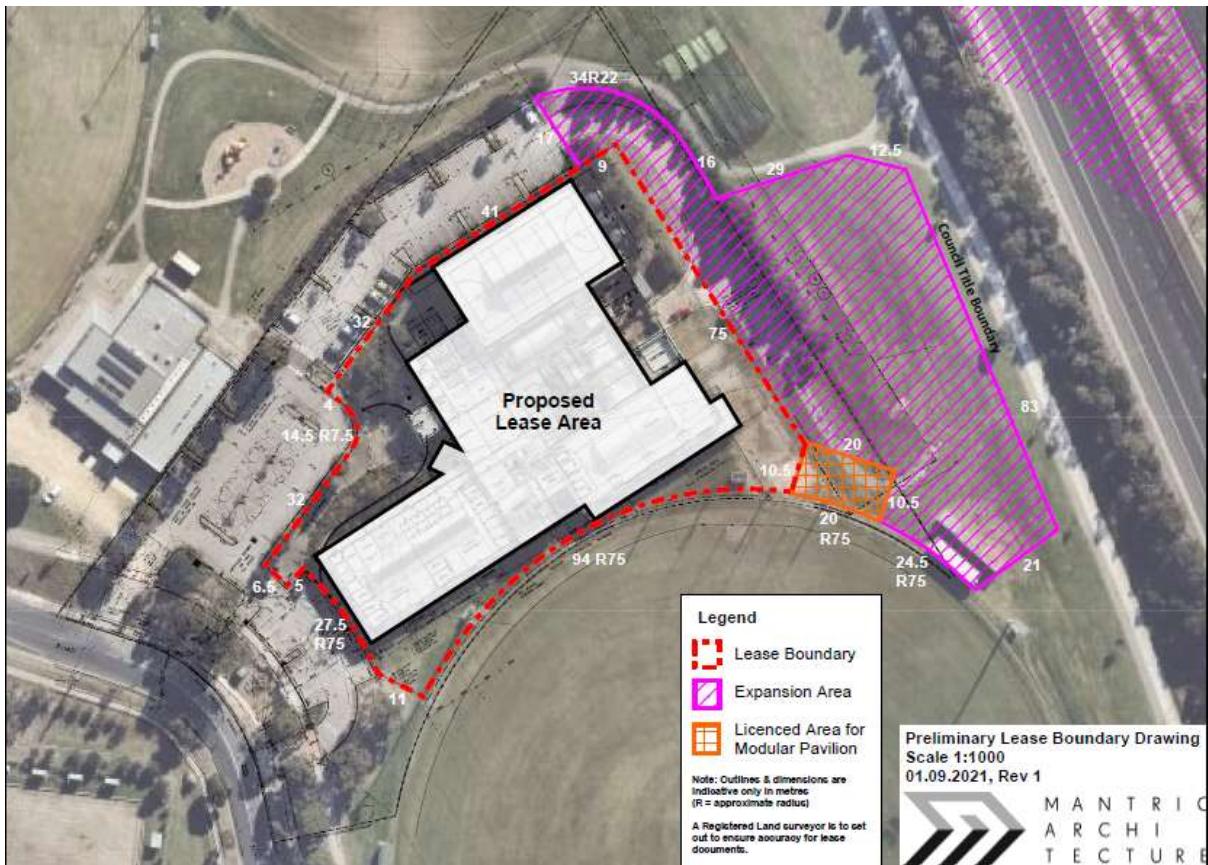 34R22
17
9
16
29
12.5
41
Council Title Boundary
32
75
4
Proposed
Lease Area
83
14.5 R7.5
20
10.5
32
10.5
20
R75
94 R75
24.5
R75
21
6.5
5
27.5
R75
11
Legend
Lease Boundary
Expansion Area
Licenced Area for
Modular Pavilion
Note: Outlines & dimensions are
indicative only in metres
(R = approximate radius)
A Registered Land surveyor is to set
out to ensure accuracy for lease
documents.
Preliminary Lease Boundary Drawing
Scale 1:1000
01.09.2021, Rev 1
MANTRIC
ARCHI
TECTURE